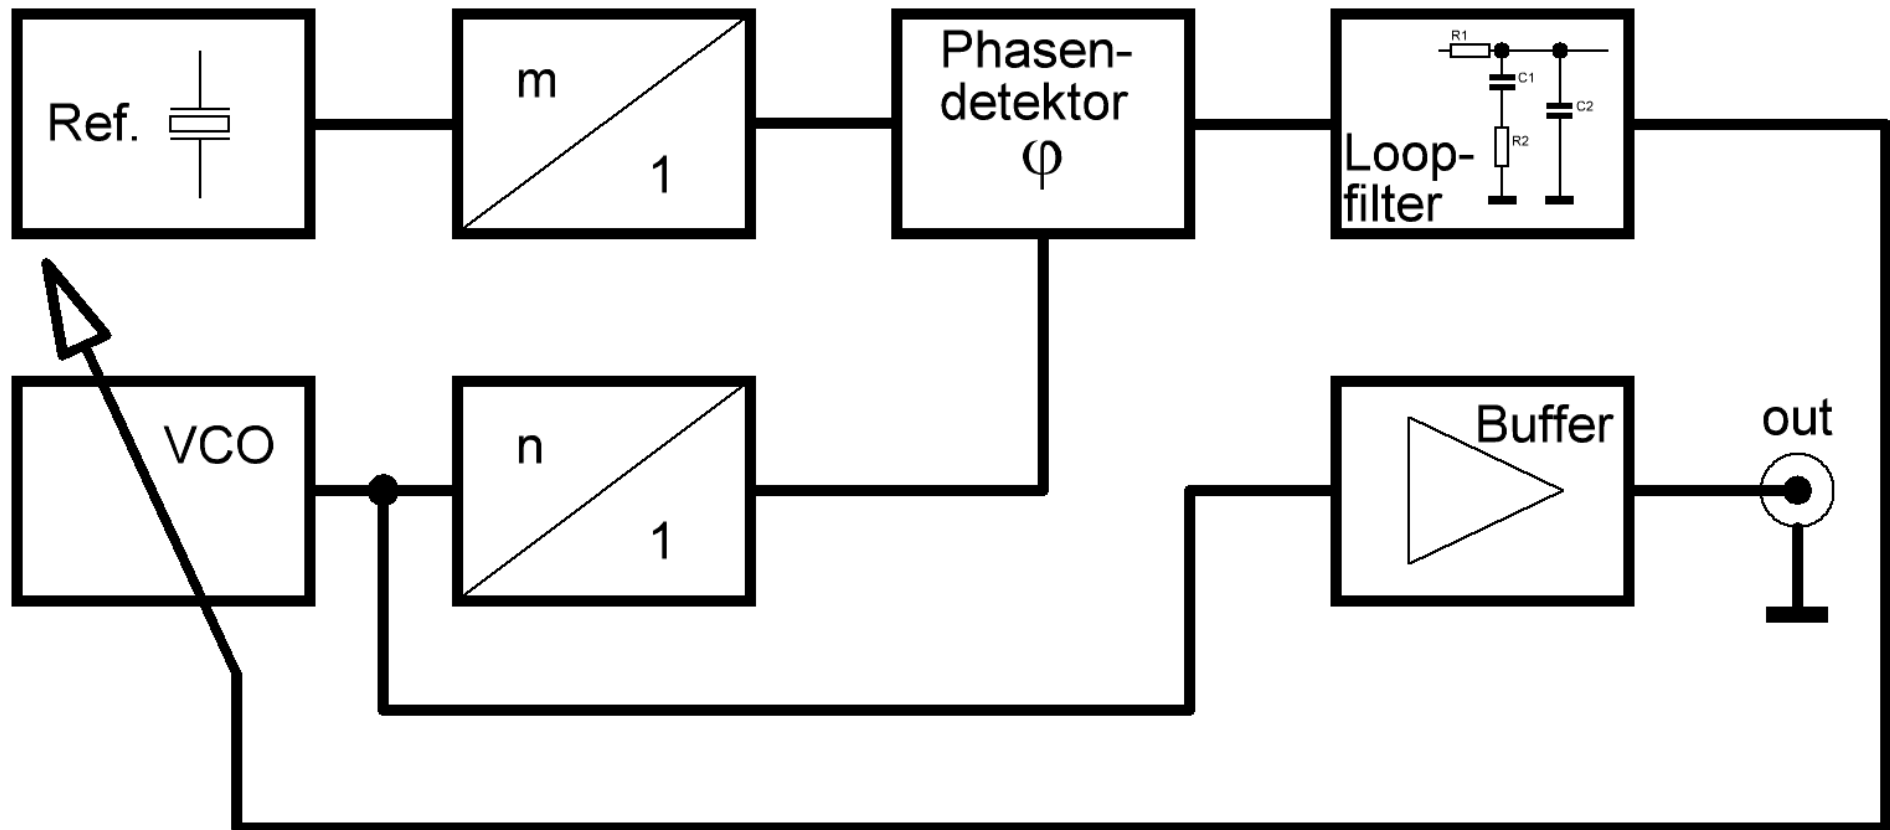 Ref.
m
1
Phasen-
detektor
φ
R1
C1
C2
R2
Loop-
filter
VCO
n
1
Buffer
out